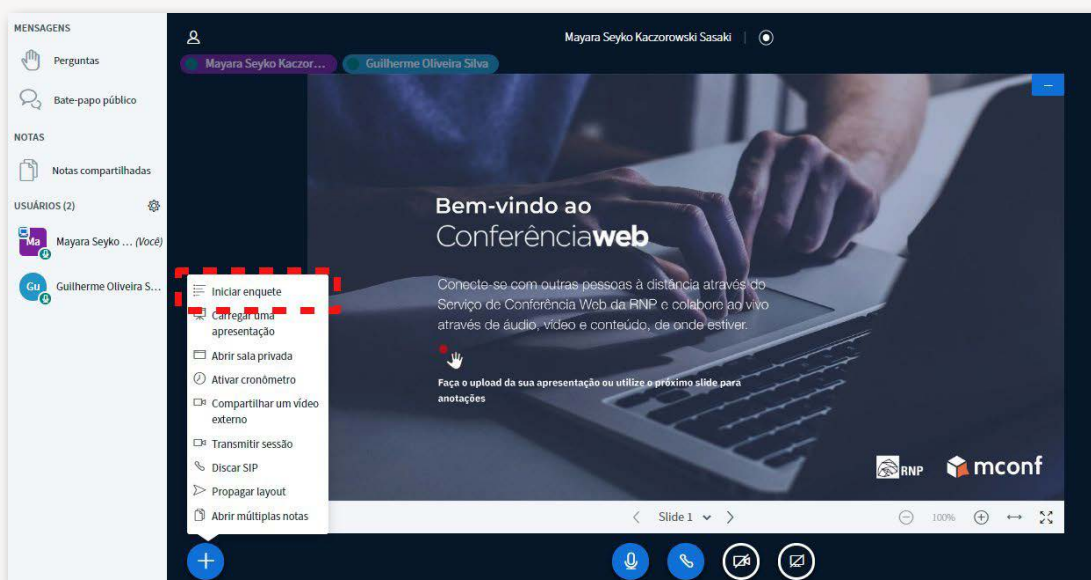 MENSAGENS
Perguntas
Bate-papo público
NOTAS
Notas compartilhadas
USUÁRIOS (2)
Ma
Mayara Seyko ... (Você)
Gu
Guilherme Oliveira S...
Mayara Seyko Kaczorowski Sasaki
Mayara Seyko Kaczor...
Guilherme Oliveira Silva
Bem-vindo ao
Conferênciaweb
Conecte-se com outras pessoas à distância através do
Serviço de Conferência Web da RNP e colabore ao vivo
através de áudio, vídeo e conteúdo, de onde estiver.
Faça o upload da sua apresentação ou utilize o próximo slide para
anotações
RNP
mconf
Iniciar enquete
Carregar uma
apresentação
Abrir sala privada
Ativar cronômetro
Compartilhar um vídeo
externo
Transmitir sessão
Discar SIP
Propagar layout
Abrir múltiplas notas
Slide 1
100%